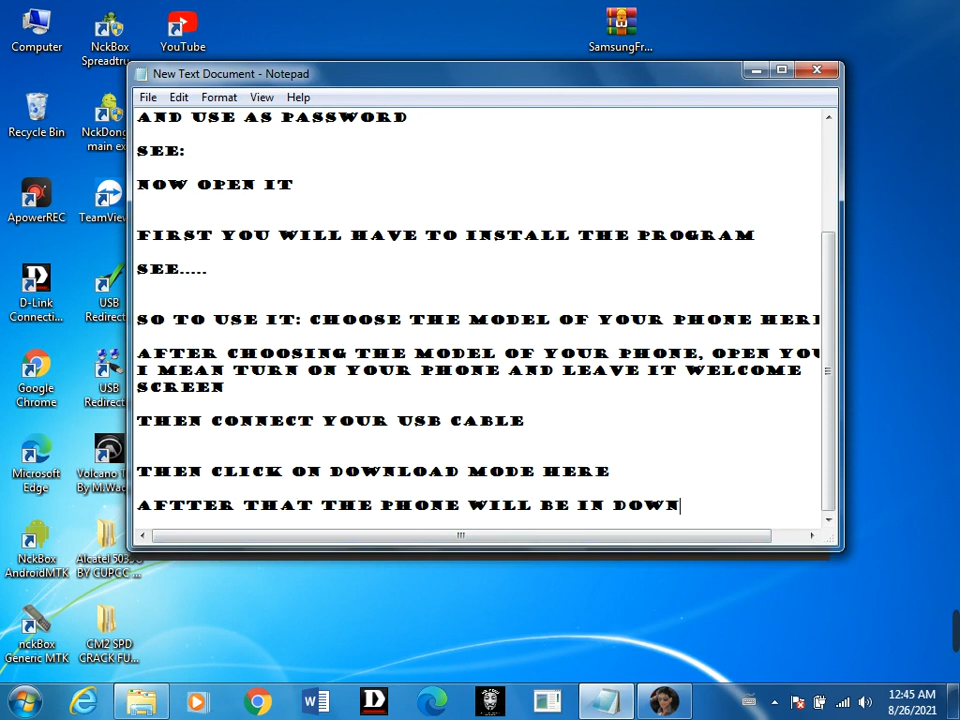 Computer
NckBox
Spreadtru...
YouTube
SamsungFr...
Recycle Bin
NckDong...
main ex...
ApowerREC
TeamView...
D-Link
Connecti...
USB
Redirect...
Google
Chrome
USB
Redirect...
Microsoft
Edge
Volcano T...
By M.Wa...
NckBox
AndroidMTK
Alcatel 503...
BY CUPCC ...
nckBox
Generic MTK
CM2 SPD
CRACK FU...
New Text Document - Notepad
File Edit Format View Help
AND USE AS PASSWORD
SEE:
NOW OPEN IT
FIRST YOU WILL HAVE TO INSTALL THE PROGRAM
SEE.....
SO TO USE IT: CHOOSE THE MODEL OF YOUR PHONE HERE
AFTER CHOOSING THE MODEL OF YOUR PHONE, OPEN YOU
I MEAN TURN ON YOUR PHONE AND LEAVE IT WELCOME
SCREEN
THEN CONNECT YOUR USB CABLE
THEN CLICK ON DOWNLOAD MODE HERE
AFTTER THAT THE PHONE WILL BE IN DOWN
12:45 AM
8/26/2021